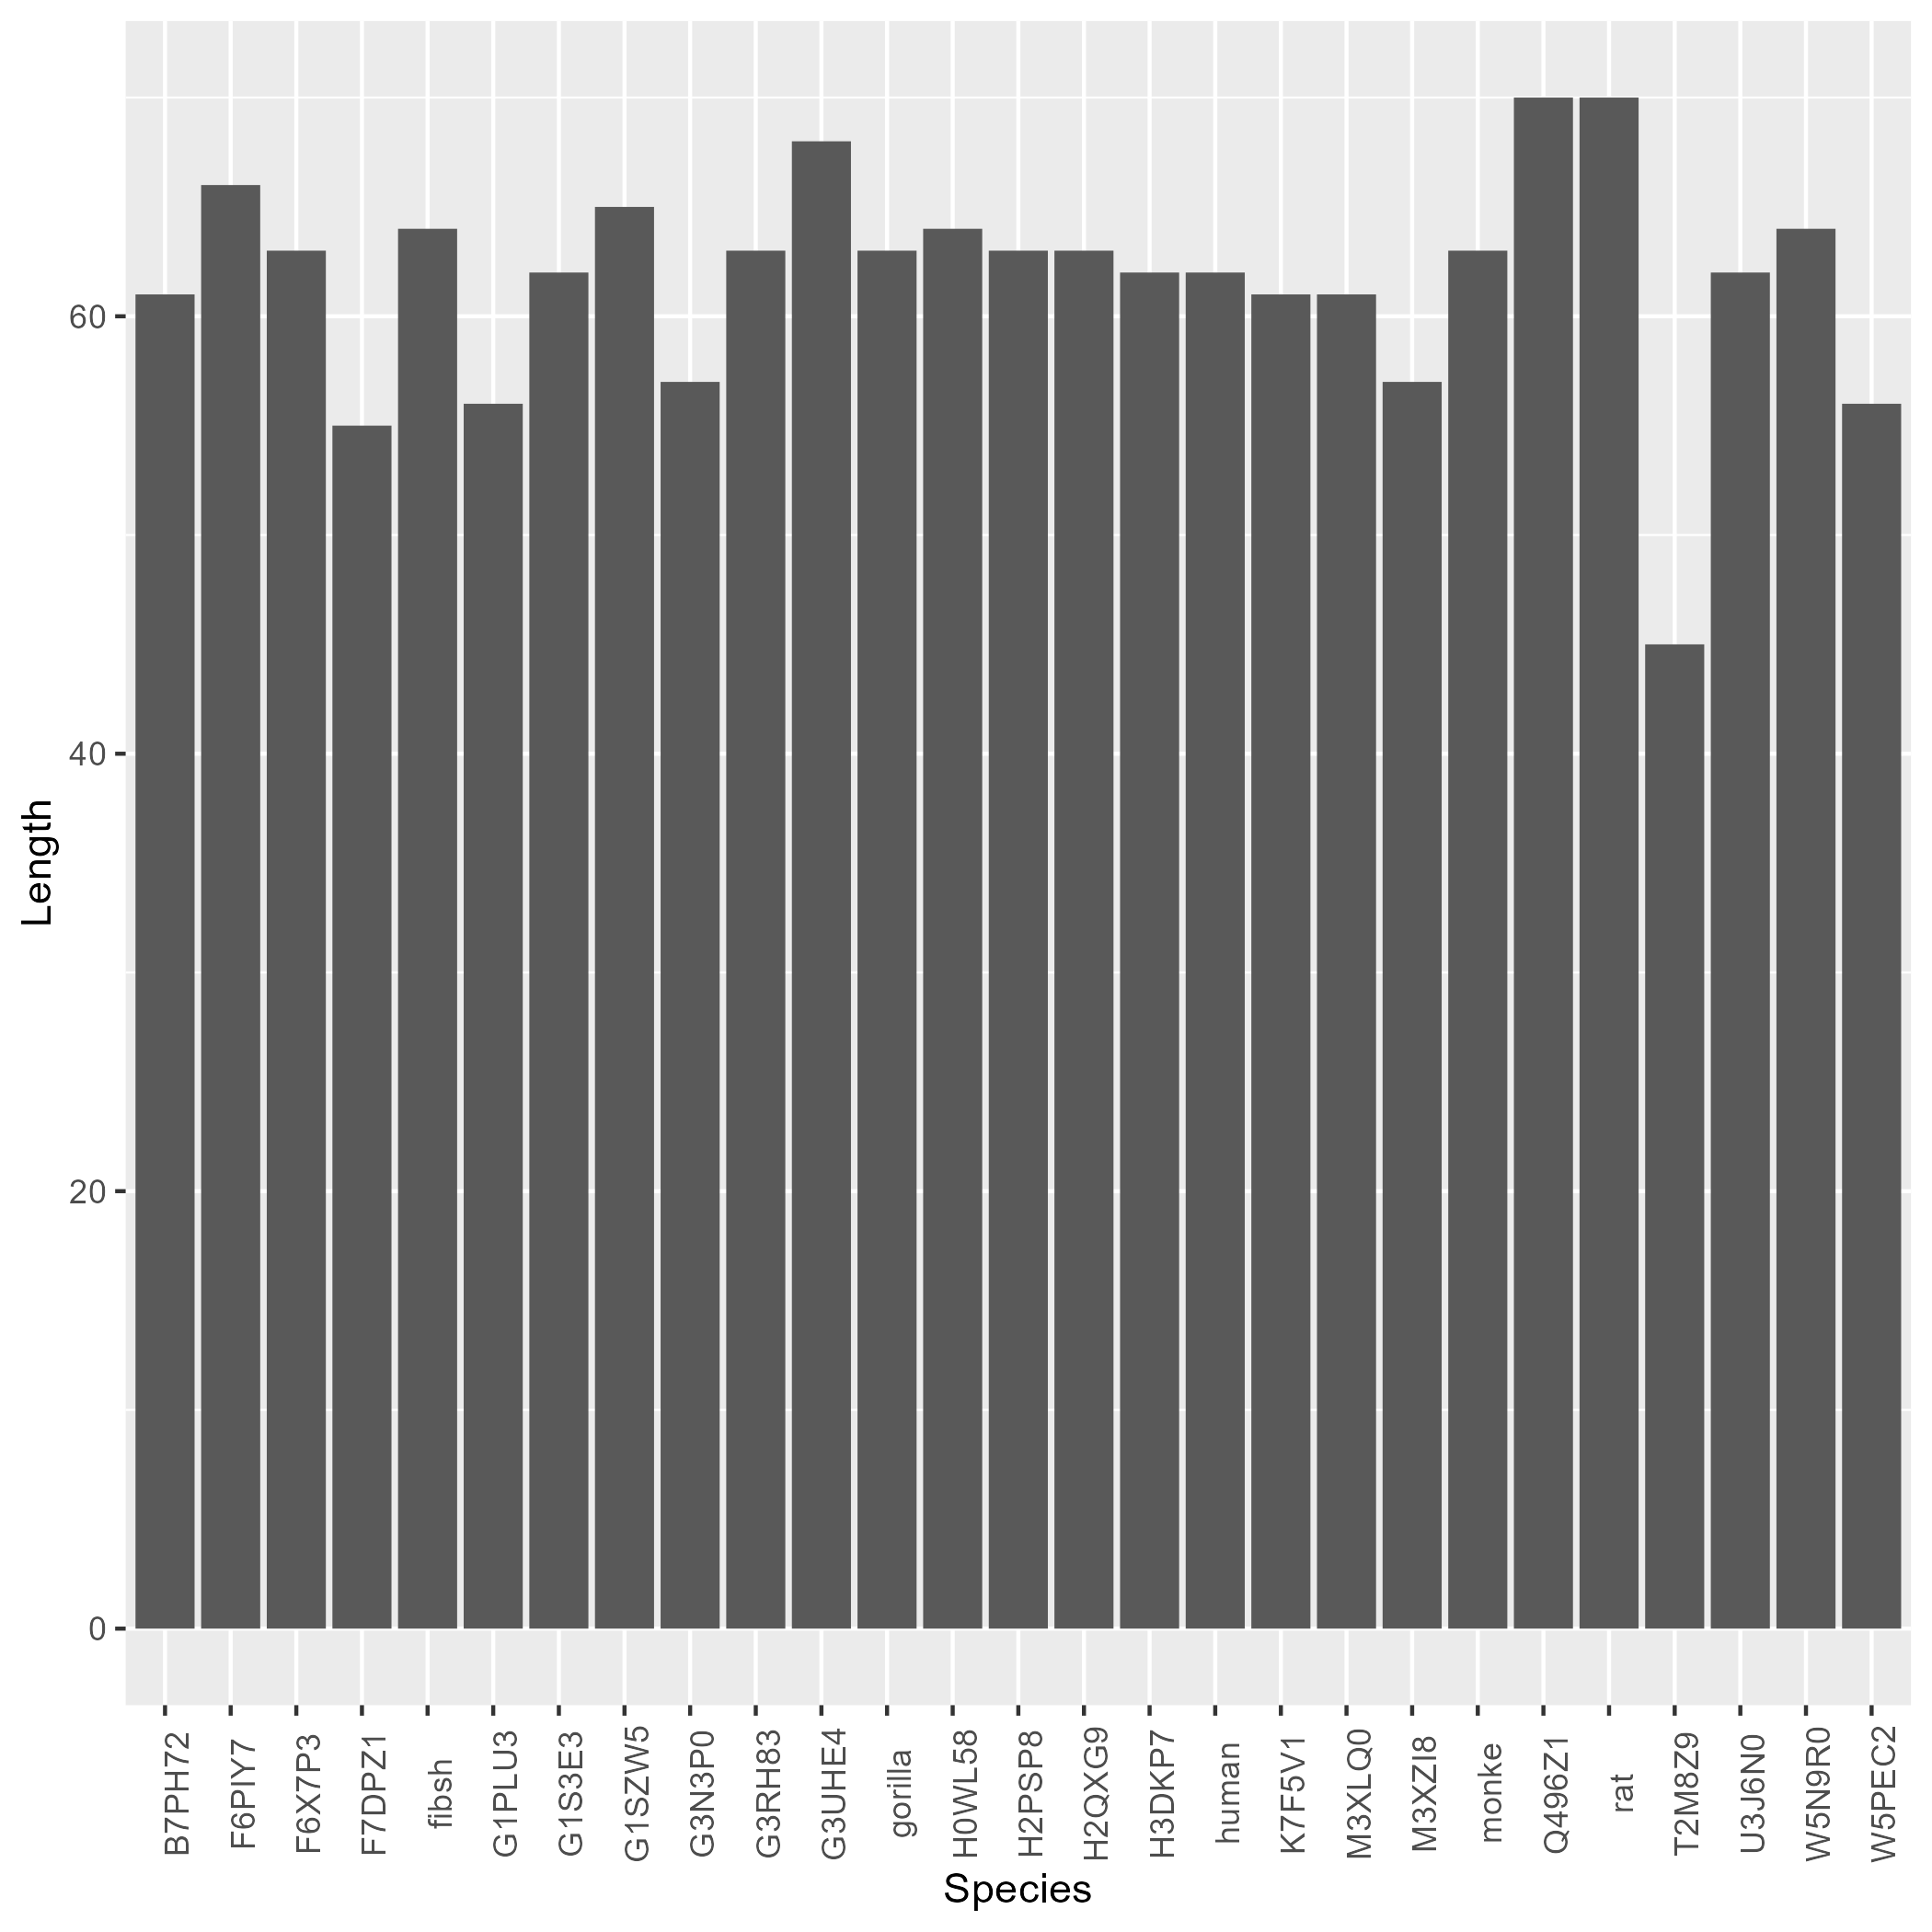 Length
60
40
20
0
B7PH72
F6PIY7
F6X7P3
F7DPZ1
fibsh
G1PLU3
G1S3E3
G1SZW5
G3N3P0
G3RH83
G3UHE4
gorilla
H0WL58
H2PSP8
H2QXG9
H3DKP7
human
K7F5V1
M3XLQ0
M3XZI8
monke
Q496Z1
rat
T2M8Z9
U3J6N0
W5N9R0
W5PEC2
Species